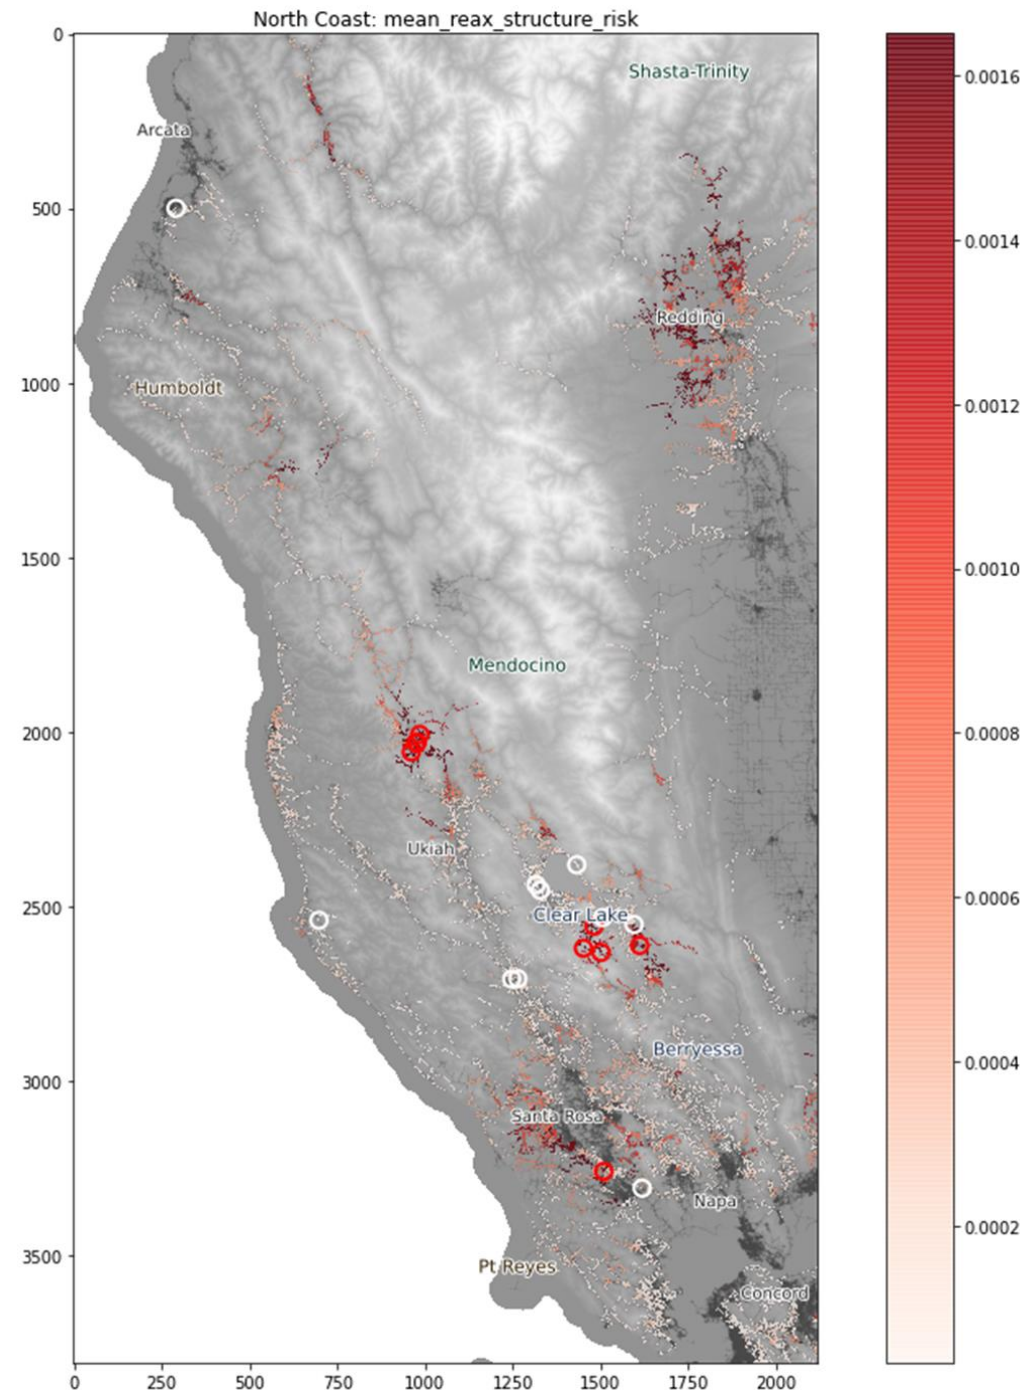 North Coast: mean_reax_structure_risk
0
Shasta-Trinity
0.0016
Arcata
500
0.0014
Redding
0.0012
1000
Humboldt
0.0010
1500
Mendocino
0.0008
2000
Ukiah
0.0006
2500
Clear Lake
Berryessa
0.0004
3000
Santa Rosa
Napa
0.0002
3500
Pt Reyes
Concord
0 250 500 750 1000 1250 1500 1750 2000